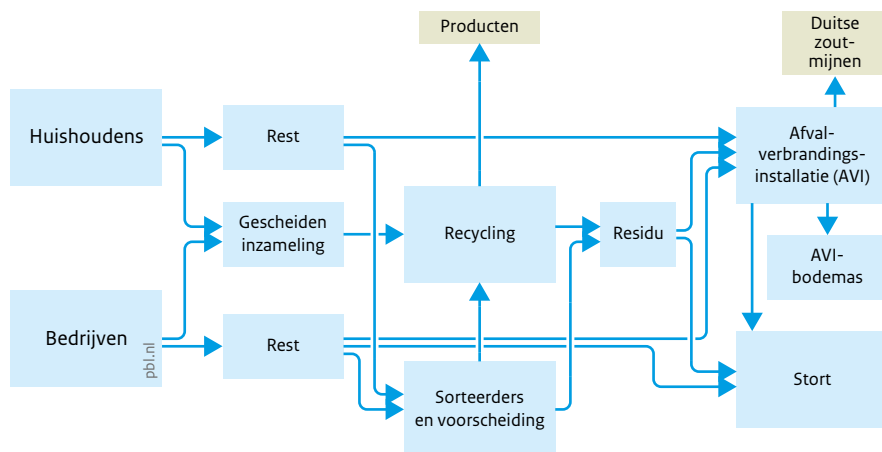 Producten
Duitse
zout-
mijnen
Huishoudens
Rest
Afval-
verbrandings-
installatie (AVI)
Gescheiden
inzameling
Recycling
Residu
AVI-
bodemas
Bedrijven
pbl.nl
Rest
Sorteerders
en voorscheiding
Stort